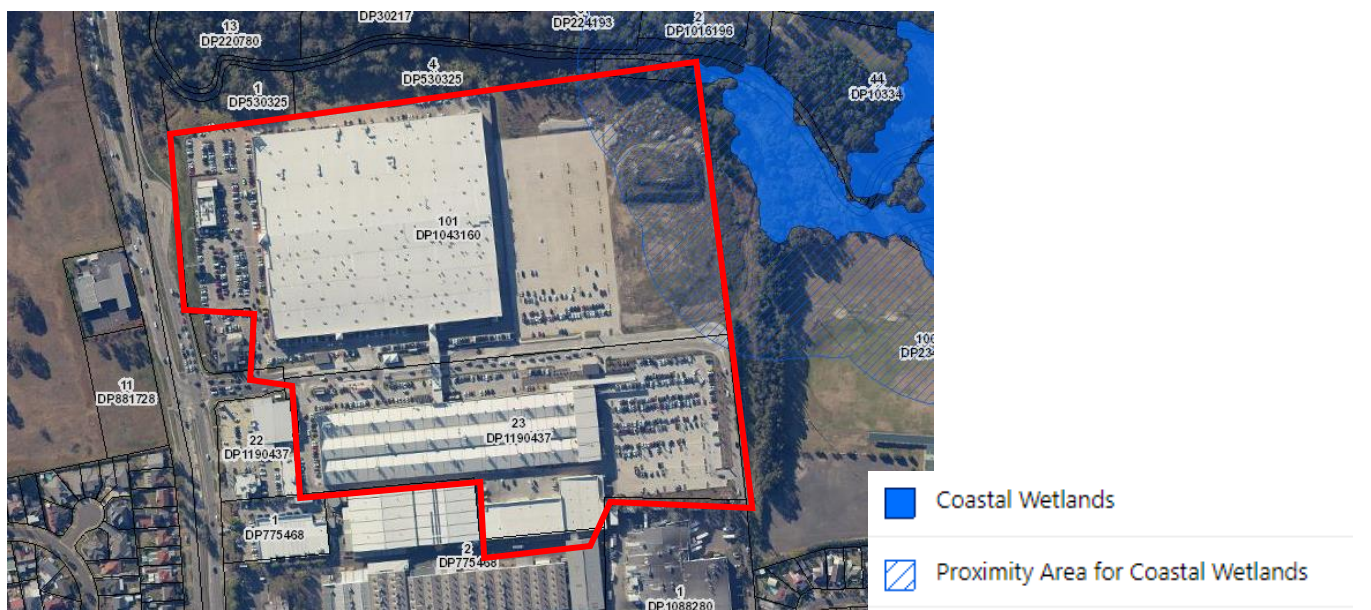 DP30217
DP224193
2
DP1016196
13
DP220780
4
DP530325
1
DP530325
44
DP10334
101
DP1043160
11
DP881728
23
DP1190437
22
DP1190437
1
DP775468
2
DP775468
1
DP1088280
Coastal Wetlands
Proximity Area for Coastal Wetlands